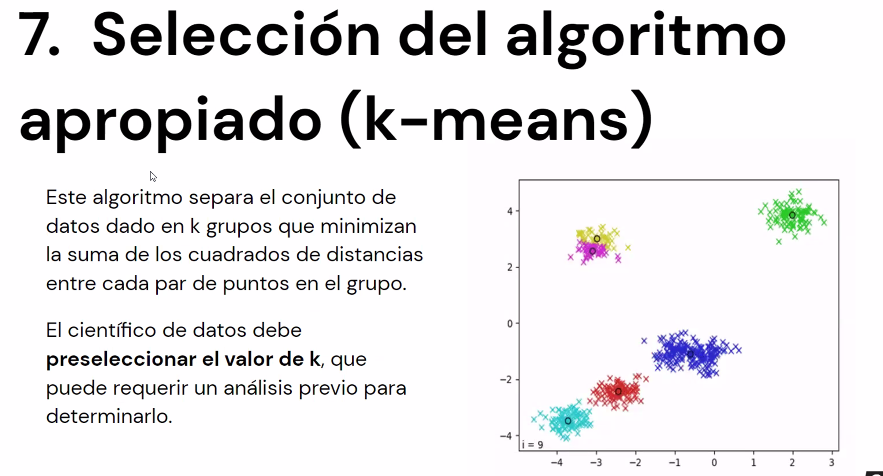 7. Selección del algoritmo
apropiado (k-means)
Este algoritmo separa el conjunto de
datos dado en k grupos que minimizan
la suma de los cuadrados de distancias
entre cada par de puntos en el grupo.
El científico de datos debe
preseleccionar el valor de k, que
puede requerir un análisis previo para
determinarlo.
4
2
0
−2
−4
i = 9
−4 −3 −2 −1 0 1 2 3